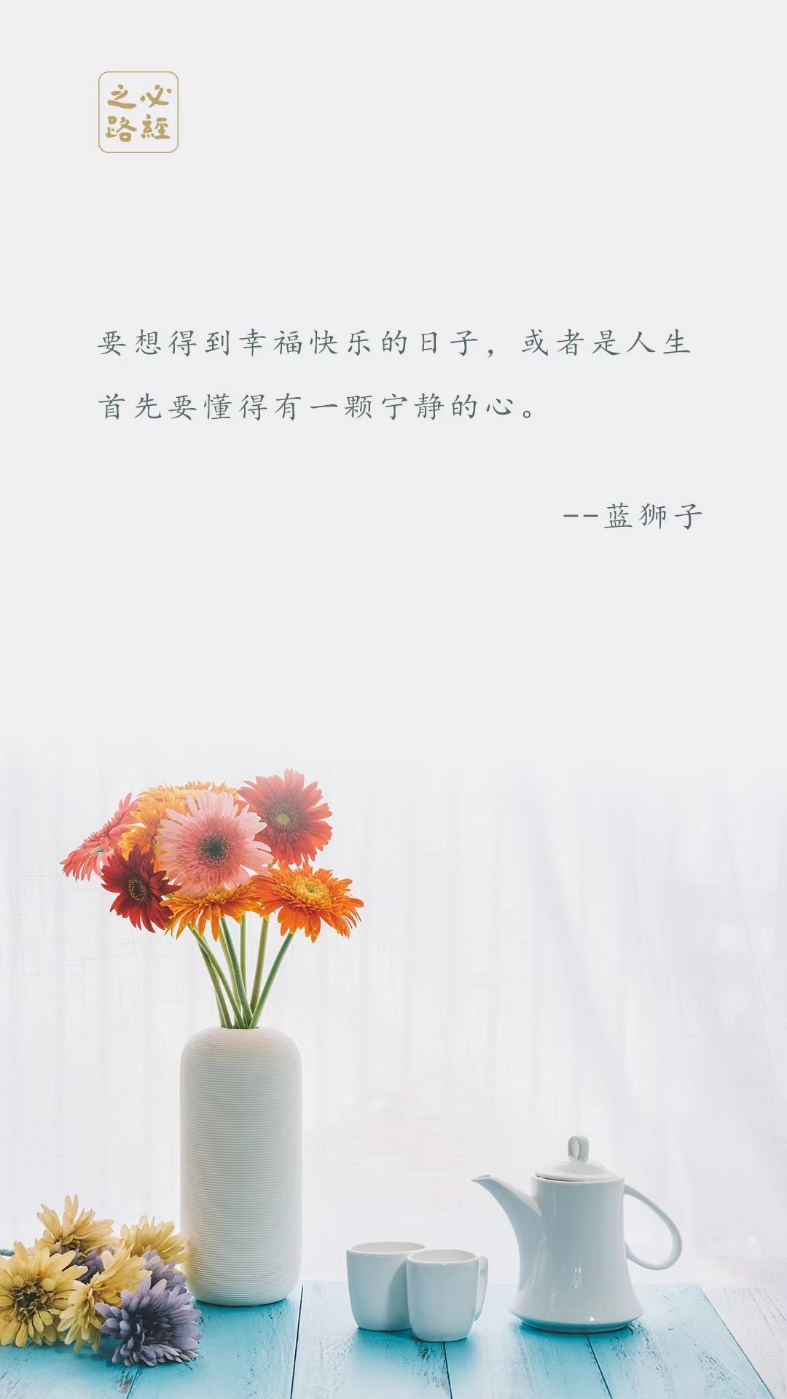 必經
之路
要想得到幸福快乐的日子，或者是人生
首先要懂得有一颗宁静的心。
--蓝狮子